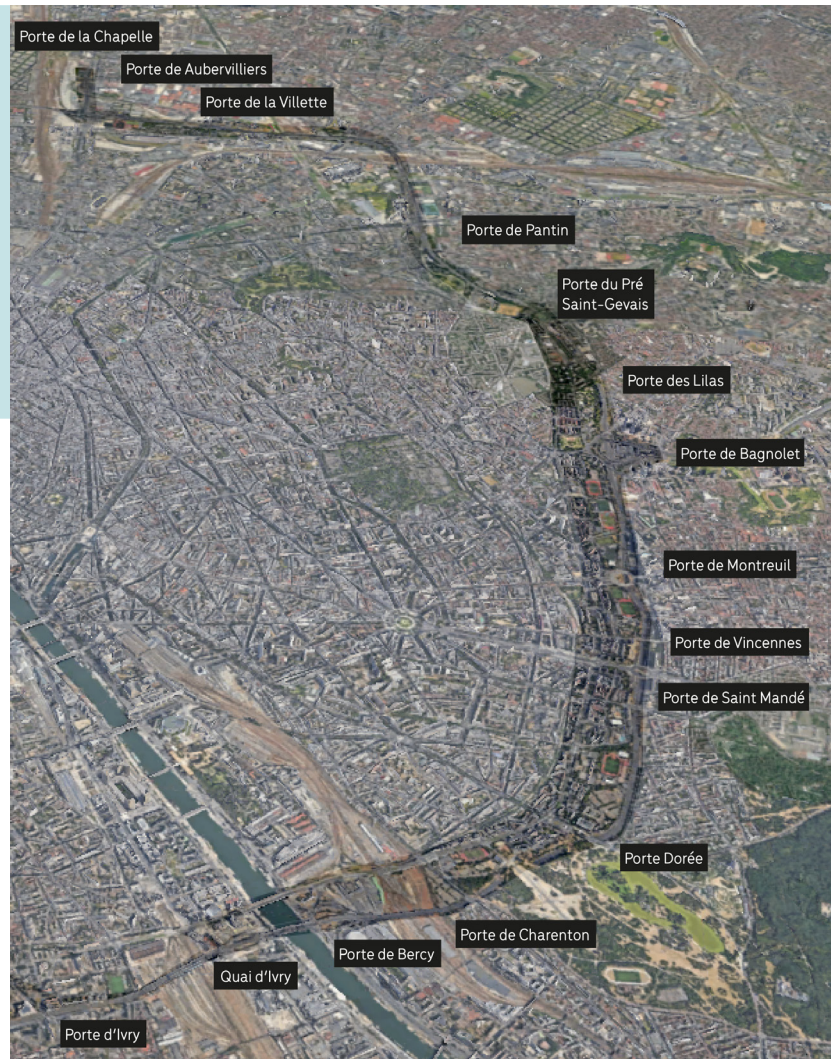 Porte de la Chapelle
Porte de Aubervilliers
Porte de la Villette
Porte de Pantin
Porte du Pré
Saint-Gevais
Porte des Lilas
Porte de Bagnolet
Porte de Montreuil
Porte de Vincennes
Porte de Saint Mandé
Porte Dorée
Porte de Charenton
Porte de Bercy
Quai d'Ivry
Porte d'Ivry